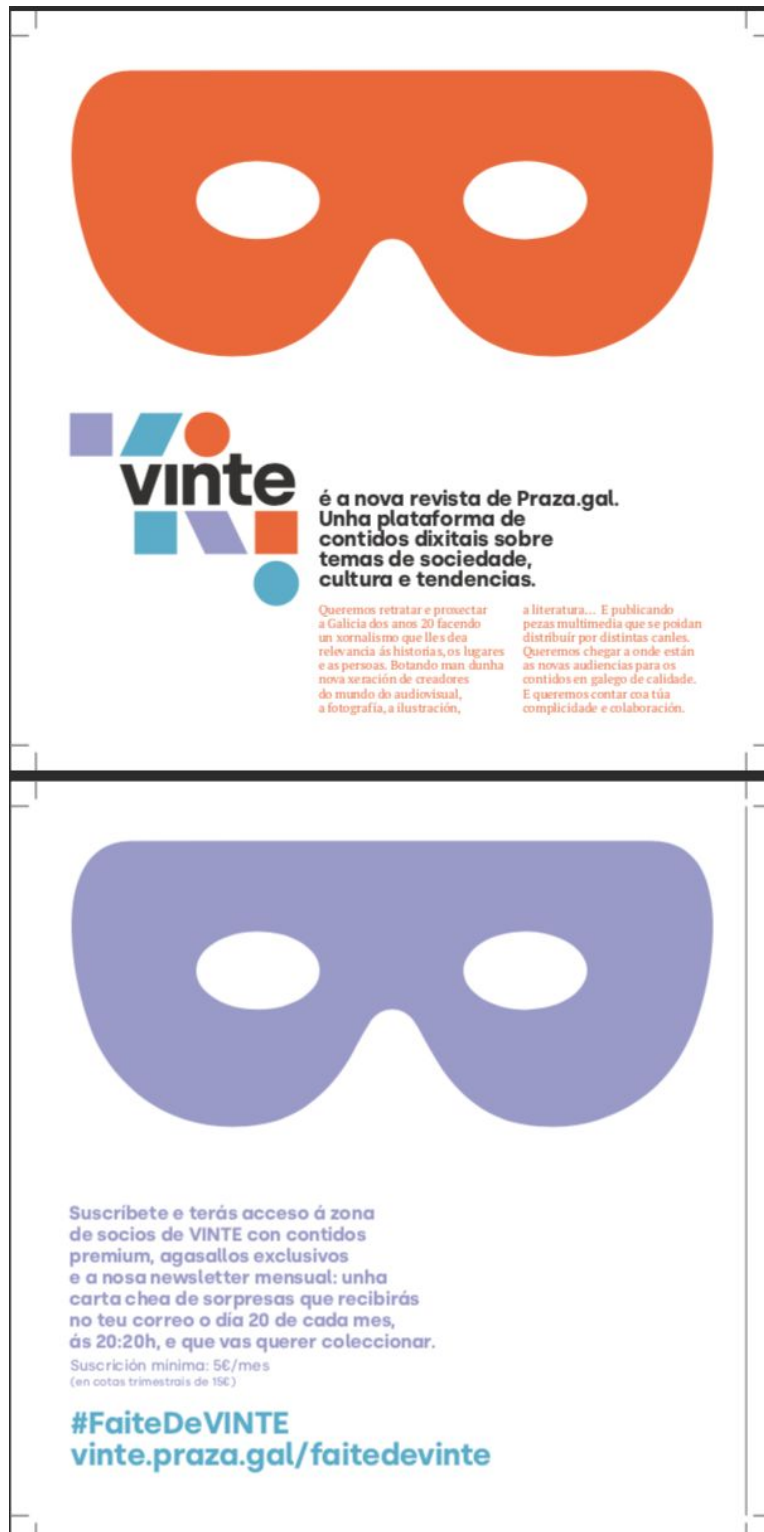 vinte
é a nova revista de Praza.gal.
Unha plataforma de
contidos dixitais sobre
temas de sociedade,
cultura e tendencias.
Queremos retratar e proxectar
a Galicia dos anos 20 facendo
un xornalismo que lles dea
relevancia ás historias, os lugares
e as persoas. Botando man dunha
nova xeración de creadores
do mundo do audiovisual,
a fotografía, a ilustración,
a literatura... E publicando
pezas multimedia que se poidan
distribuír por distintas canles.
Queremos chegar a onde están
as novas audiencias para os
contidos en galego de calidade.
E queremos contar coa túa
complicidade e colaboración.
Suscríbete e terás acceso á zona
de socios de VINTE con contidos
premium, agasallos exclusivos
e a nosa newsletter mensual: unha
carta chea de sorpresas que recibirás
no teu correo o día 20 de cada mes,
ás 20:20h, e que vas querer coleccionar.
Suscrición mínima: 5€/mes
(en cotas trimestrais de 15€)
#FaiteDeVINTE
vinte.praza.gal/faitedevinte